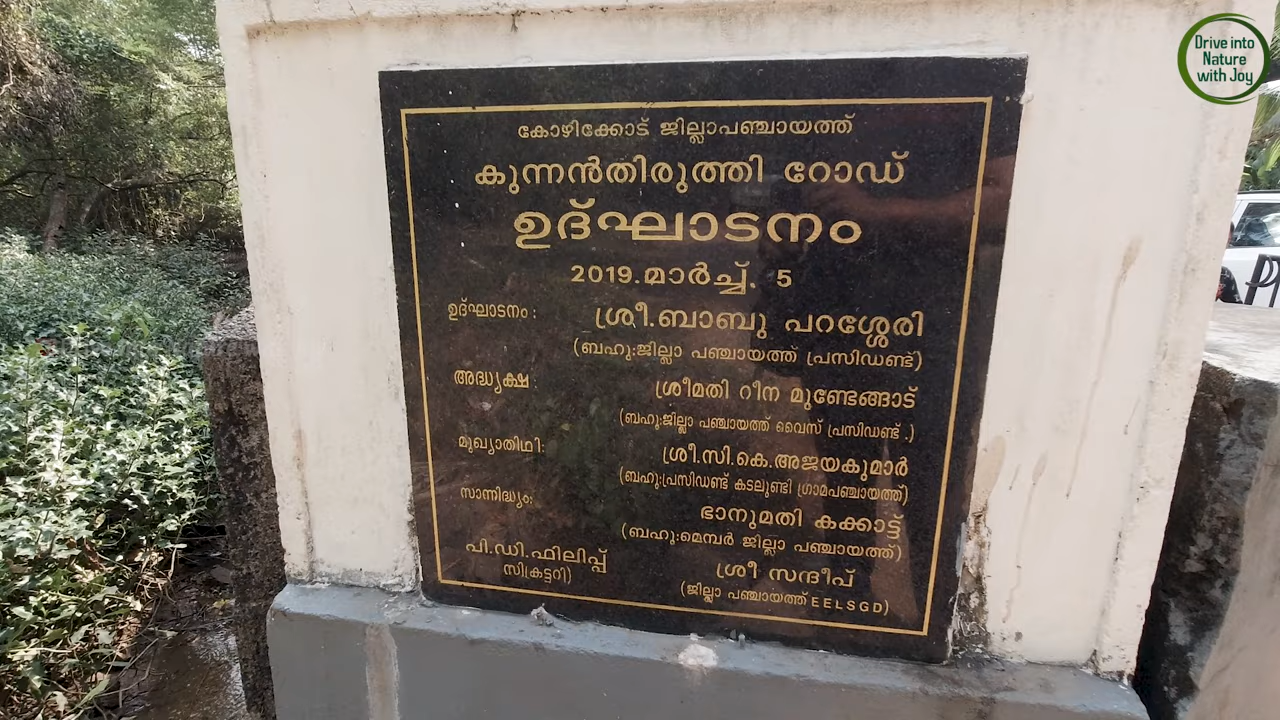 കോഴിക്കോട് ജില്ലാപഞ്ചായത്ത്
കുന്നൻതിരുത്തി റോഡ്
ഉദ്ഘാടനം
2019.മാർച്ച്. 5
ഉദ്ഘാടനം : ശ്രീ.ബാബു പറശ്ശേരി
(ബഹു:ജില്ലാ പഞ്ചായത്ത് പ്രസിഡണ്ട്)
അദ്ധ്യക്ഷ : ശ്രീമതി റീന മുണ്ടേങ്ങാട്
(ബഹു:ജില്ലാ പഞ്ചായത്ത് വൈസ് പ്രസിഡണ്ട് .)
മുഖ്യാതിഥി: ശ്രീ.സി.കെ.അജയകുമാർ
(ബഹു:പ്രസിഡണ്ട് കടലുണ്ടി ഗ്രാമപഞ്ചായത്ത്)
സാന്നിദ്ധ്യം: ഭാനുമതി കക്കാട്ട്
(ബഹു:മെമ്പർ ജില്ലാ പഞ്ചായത്ത്)
പി.ഡി.ഫിലിപ്പ് ശ്രീ സന്ദീപ്
സിക്രട്ടറി) (ജില്ലാ പഞ്ചായത്ത് EELSGD)
Drive into
Nature
with Joy